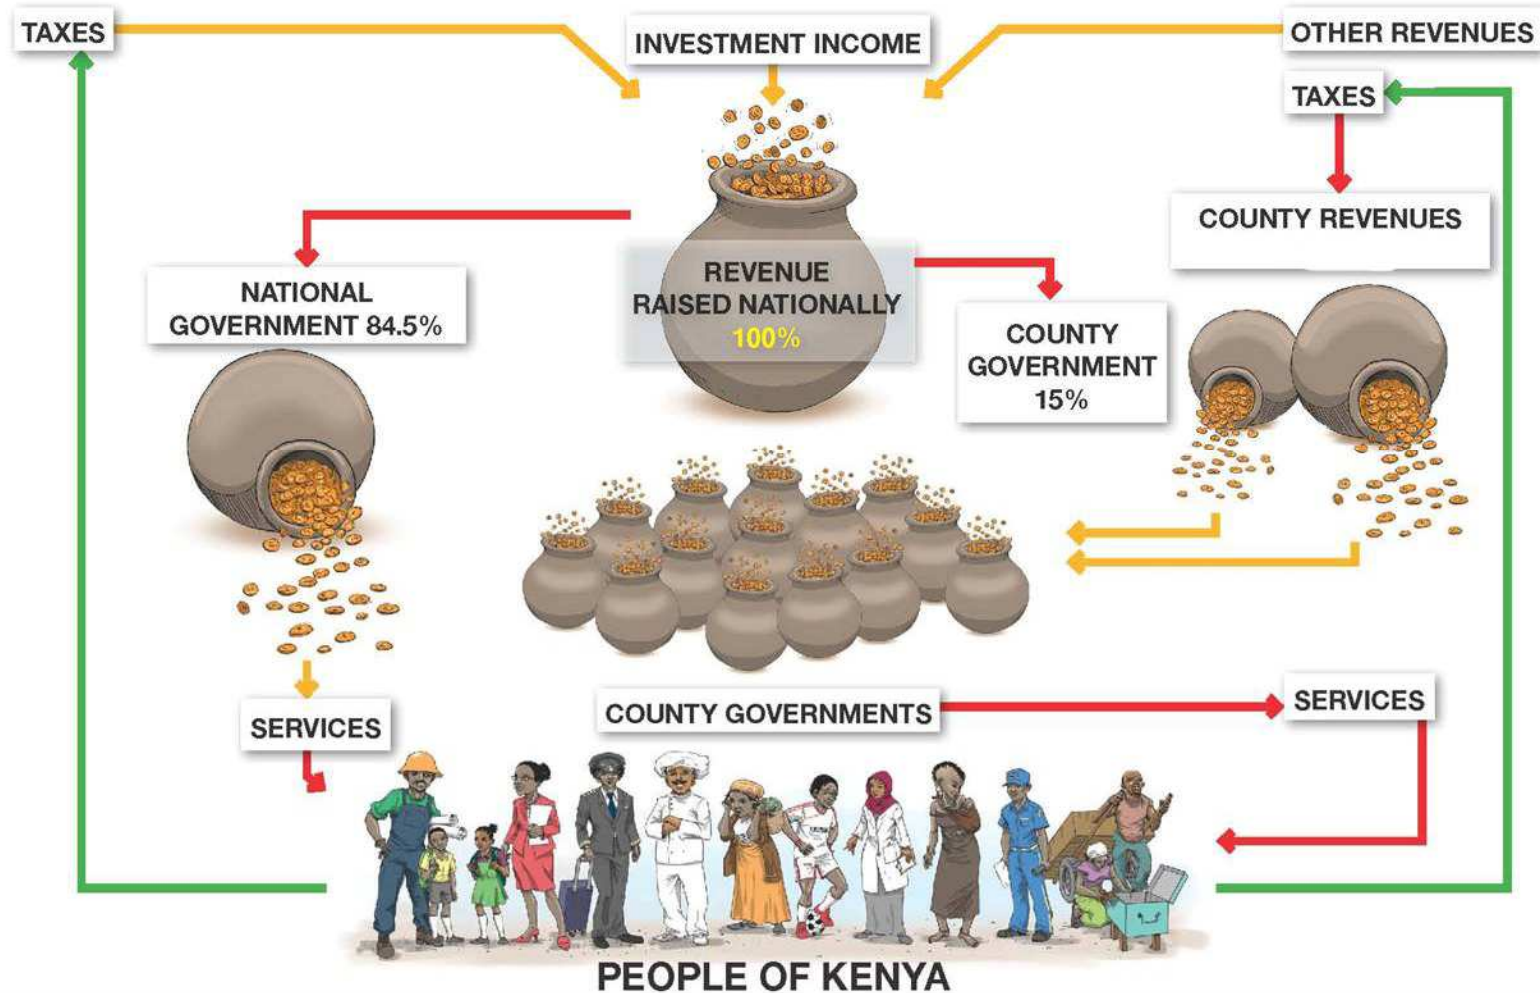 TAXES
INVESTMENT INCOME
OTHER REVENUES
TAXES
COUNTY REVENUES
NATIONAL
GOVERNMENT 84.5%
REVENUE
RAISED NATIONALLY
100%
COUNTY
GOVERNMENT
15%
SERVICES
COUNTY GOVERNMENTS
SERVICES
PEOPLE OF KENYA